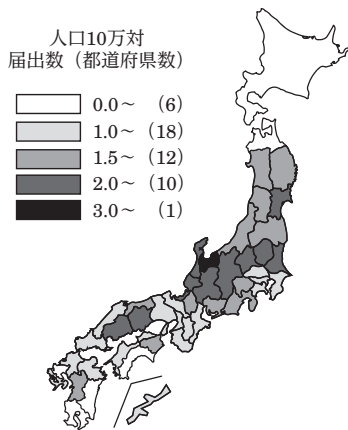 人口10万対
届出数（都道府県数）
0.0～ （6）
1.0～（18）
1.5～（12）
2.0～（10）
3.0～ （1）